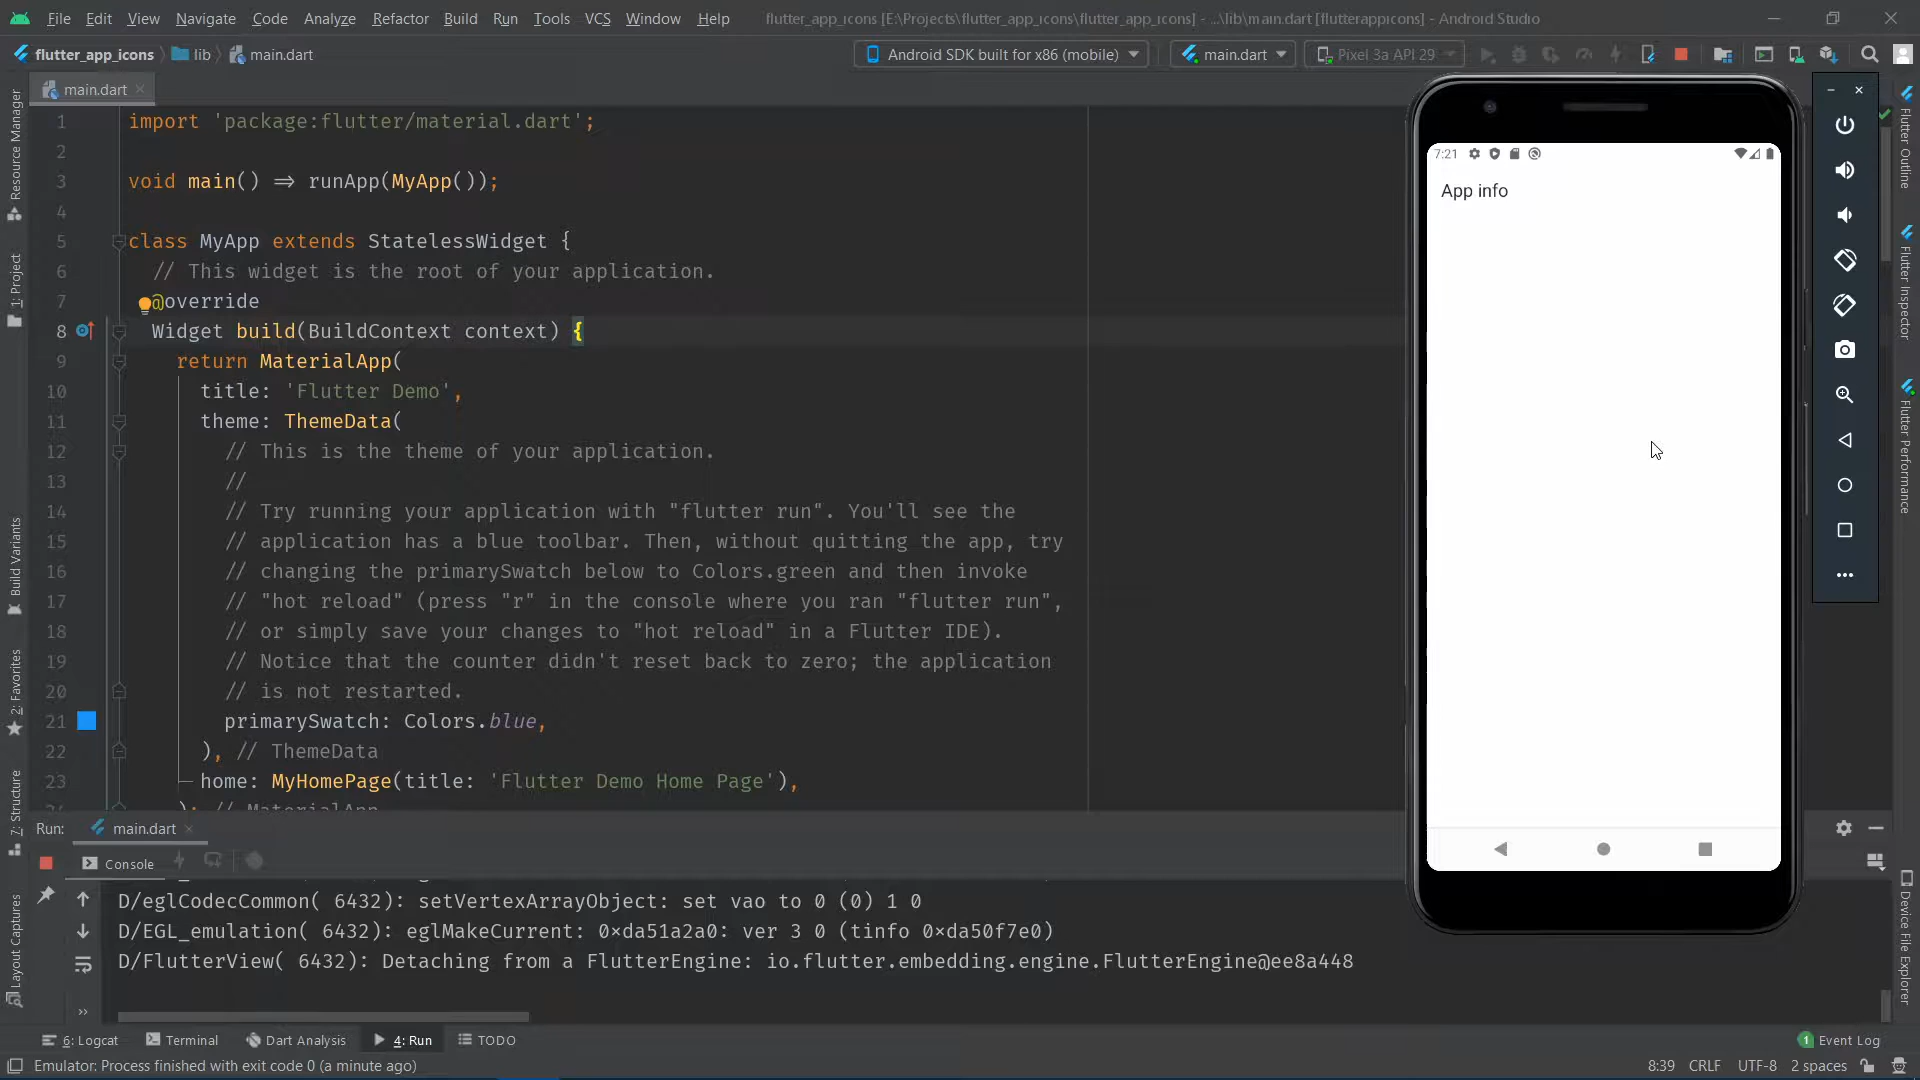 File Edit View Navigate Code Analyze Refactor Build Run Tools VCS Window Help flutter_app_icons [E:\Projects\flutter_app_icons\flutter_app_icons] - ...\lib\main.dart [flutterappicons] - Android Studio
flutter_app_icons lib main.dart Android SDK built for x86 (mobile) main.dart Pixel 3a API 29
main.dart
Resource Manager
1: Project
Build Variants
2: Favorites
7: Structure
Layout Captures
1 import 'package:flutter/material.dart';
2
3 void main() => runApp(MyApp());
4
5 class MyApp extends StatelessWidget {
6 // This widget is the root of your application.
7 @override
8 Widget build(BuildContext context) {
9 return MaterialApp(
10 title: 'Flutter Demo',
11 theme: ThemeData(
12 // This is the theme of your application.
13 //
14 // Try running your application with "flutter run". You'll see the
15 // application has a blue toolbar. Then, without quitting the app, try
16 // changing the primarySwatch below to Colors.green and then invoke
17 // "hot reload" (press "r" in the console where you ran "flutter run",
18 // or simply save your changes to "hot reload" in a Flutter IDE).
19 // Notice that the counter didn't reset back to zero; the application
20 // is not restarted.
21 primarySwatch: Colors.blue,
22 ), // ThemeData
23 home: MyHomePage(title: 'Flutter Demo Home Page'),
); // MaterialApp
7:21
App info
Flutter Outline
Flutter Inspector
Flutter Performance
Device File Explorer
Run: main.dart
Console
D/eglCodecCommon( 6432): setVertexArrayObject: set vao to 0 (0) 1 0
D/EGL_emulation( 6432): eglMakeCurrent: 0xda51a2a0: ver 3 0 (tinfo 0xda50f7e0)
D/FlutterView( 6432): Detaching from a FlutterEngine: io.flutter.embedding.engine.FlutterEngine@ee8a448
6: Logcat Terminal Dart Analysis 4: Run TODO 1 Event Log
Emulator: Process finished with exit code 0 (a minute ago) 8:39 CRLF UTF-8 2 spaces